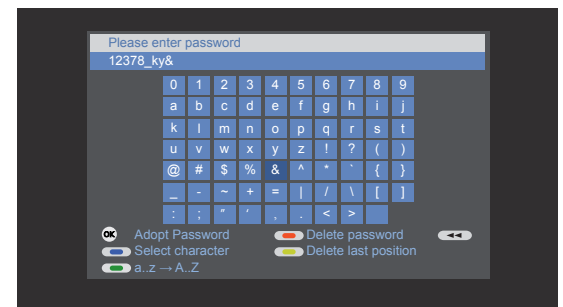 Please enter password
12378_ky&
0 1 2 3 4 5 6 7 8 9
a b c d e f g h i j
k l m n o p q r s t
u v w x y z ! ? ( )
@ # $ % & ^ * ` { }
_ - ~ + = | / \ [ ]
: ; " ' , . < >
OK Adopt Password Delete password ◄◄
Select character Delete last position
a..z → A..Z